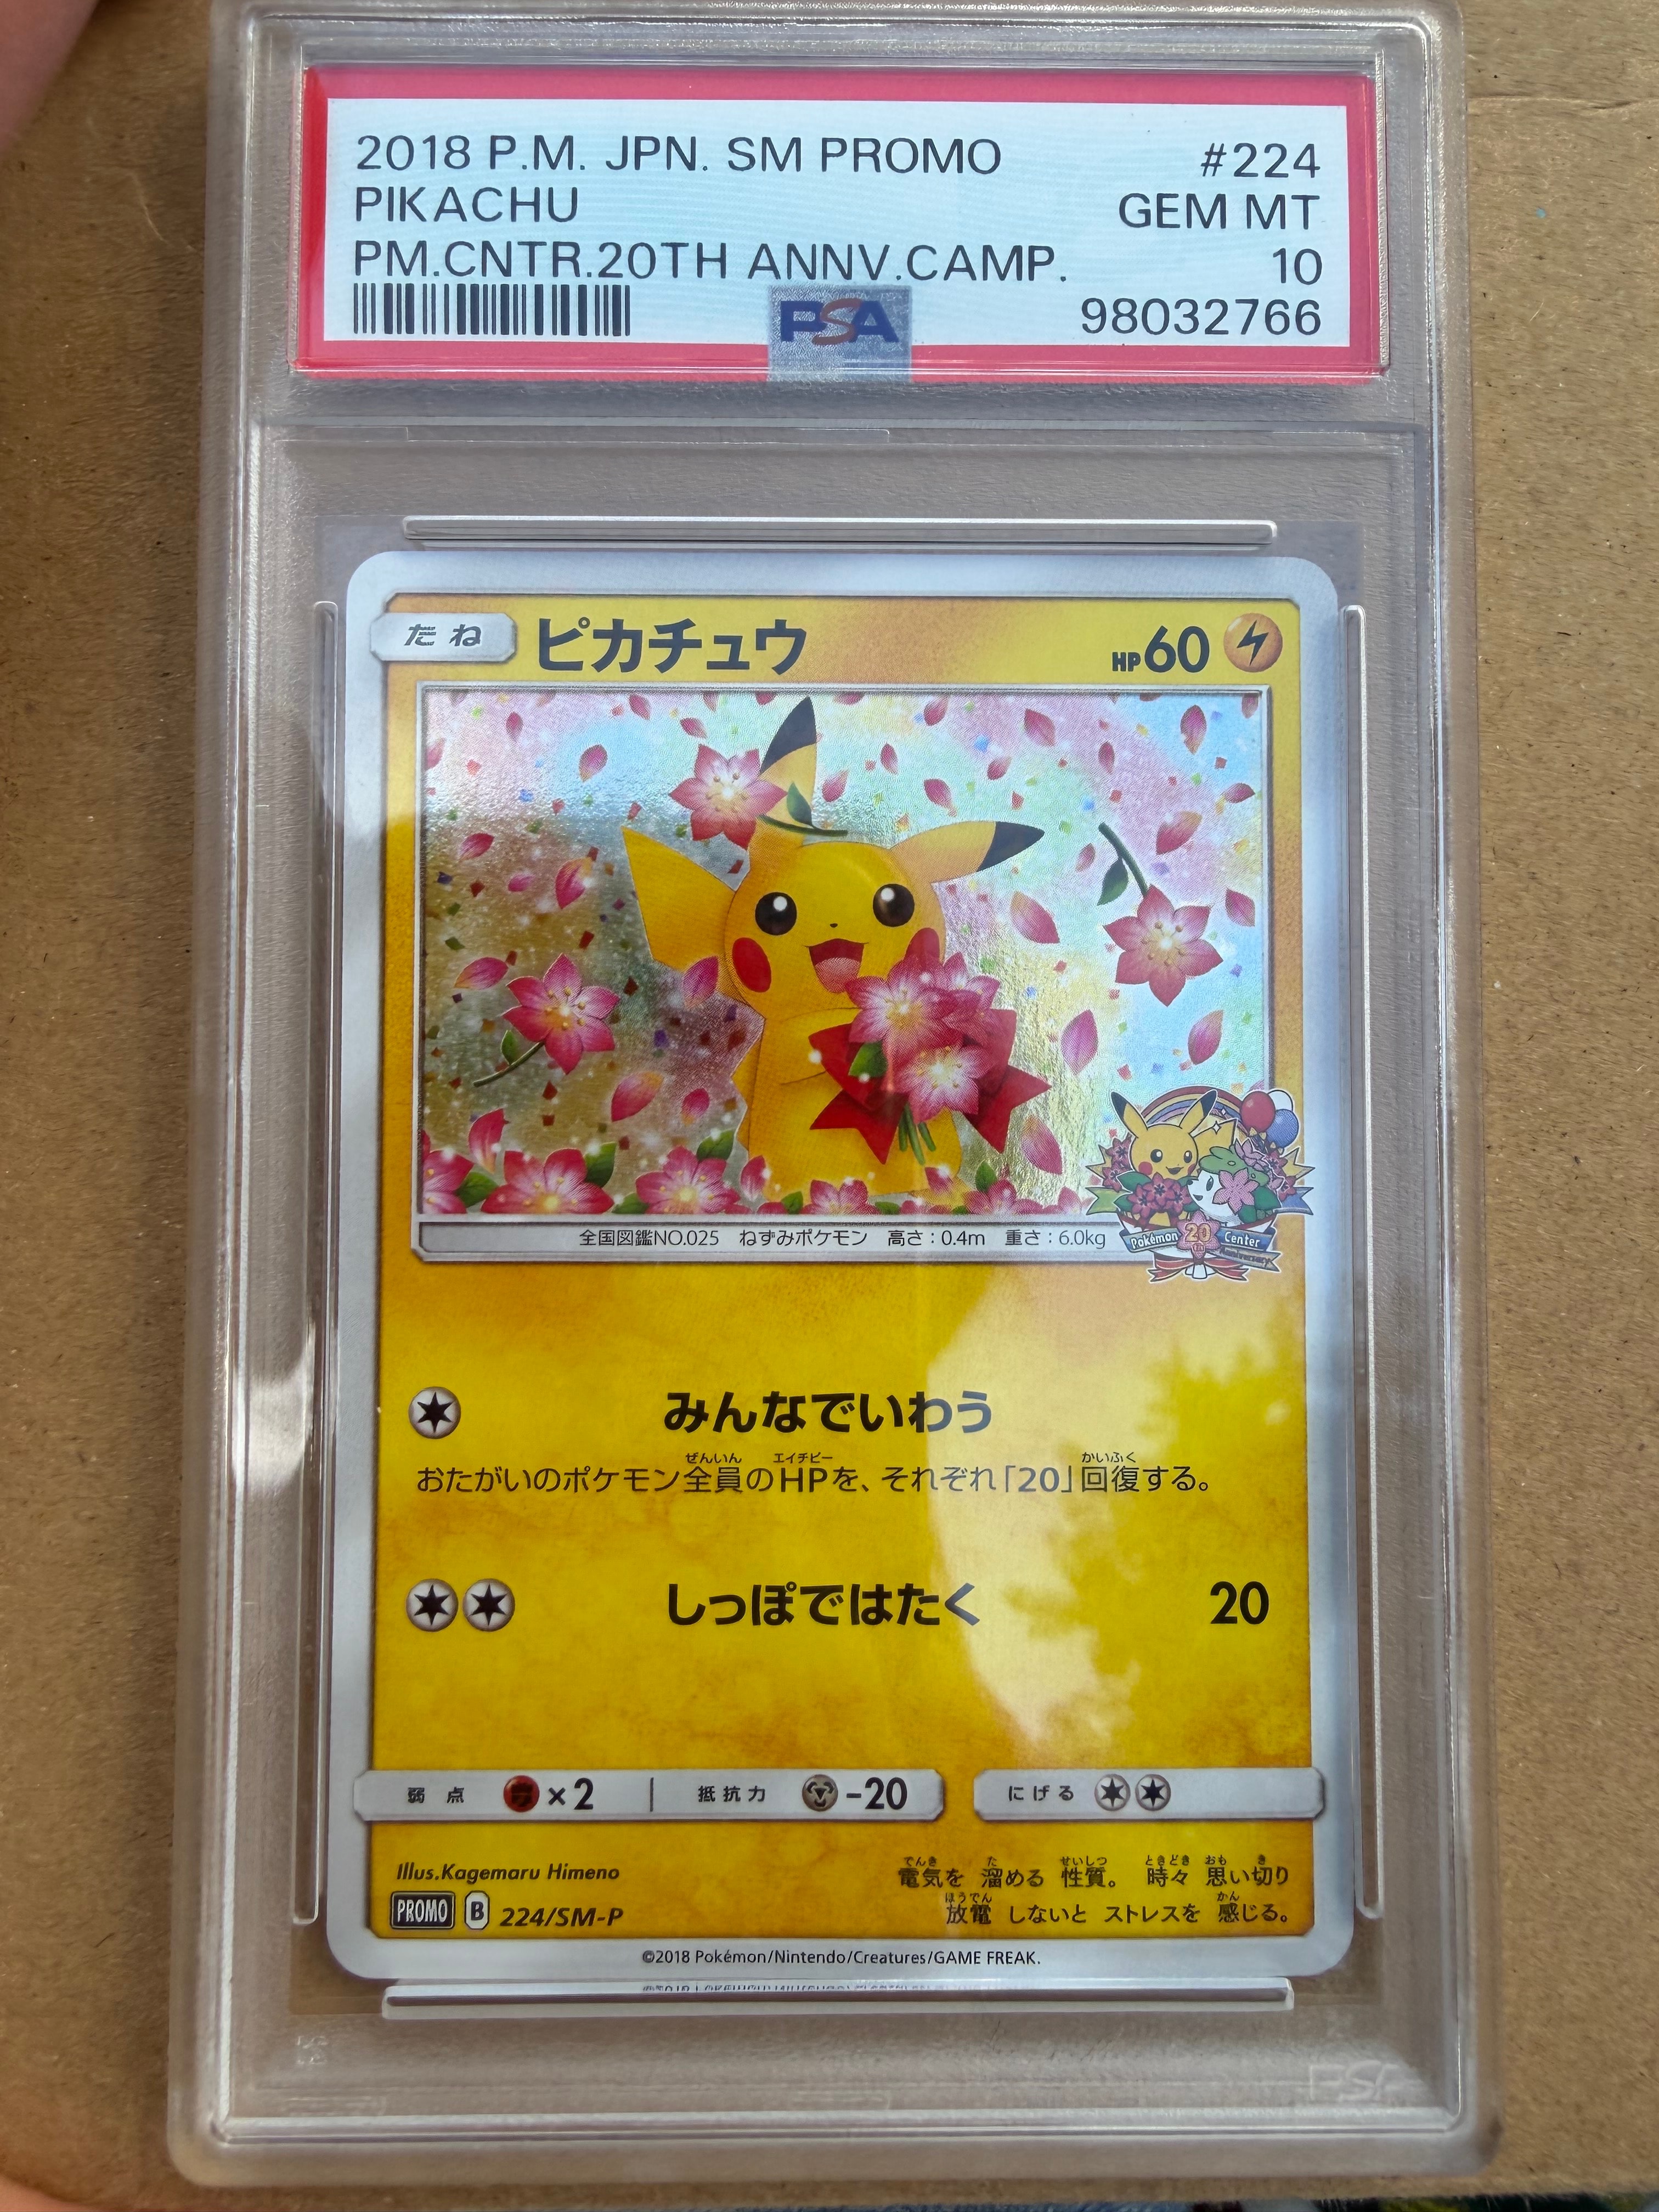 2018 P.M. JPN. SM PROMO #224
PIKACHU GEM MT
PM.CNTR.20TH ANNV.CAMP. 10
PSA 98032766
たね ピカチュウ HP60
Pokémon 20th Center
Anniversary
全国図鑑NO.025 ねずみポケモン 高さ:0.4m 重さ:6.0kg
みんなでいわう
ぜんいん エイチピー かいふく
おたがいのポケモン全員のHPを、それぞれ「20」回復する。
しっぽではたく 20
弱点 ×2 抵抗力 -20 にげる
Illus.Kagemaru Himeno
でんき た せいしつ ときどき おも き
電気を 溜める 性質。 時々 思い切り
ほうでん かん
放電 しないと ストレスを 感じる。
PROMO B 224/SM-P
©2018 Pokémon/Nintendo/Creatures/GAME FREAK.
PSA